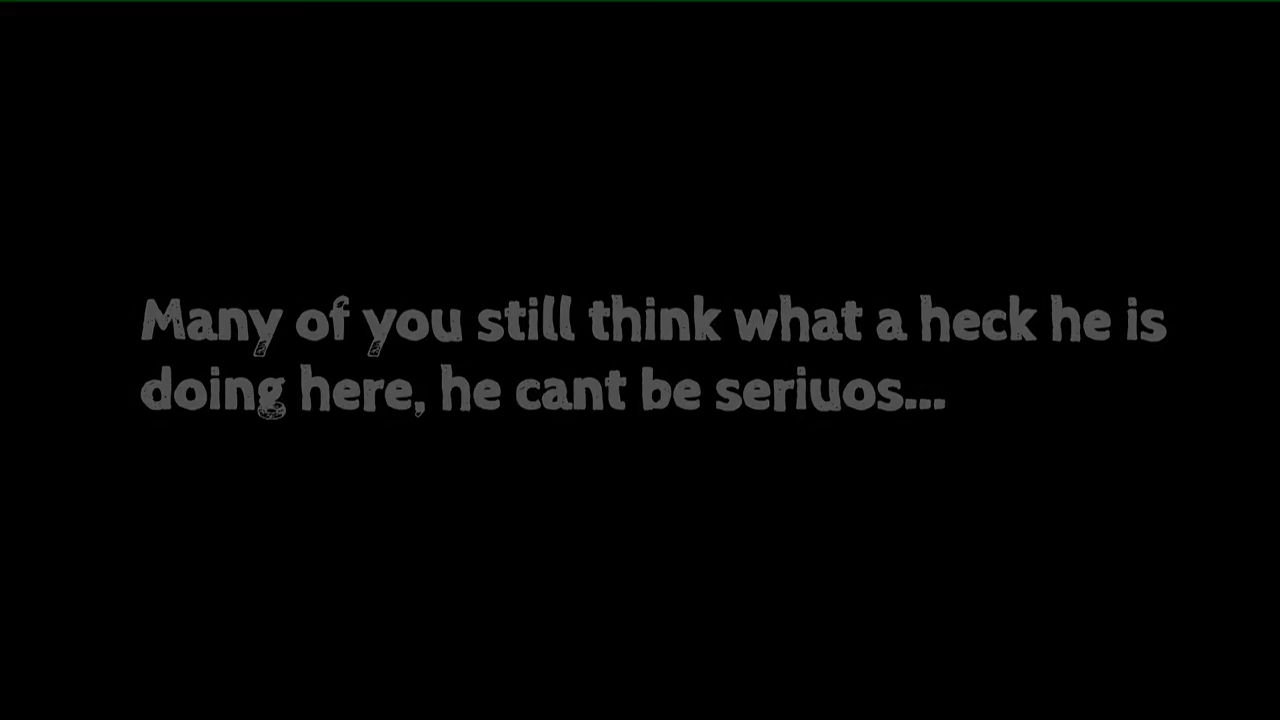 Many of you still think what a heck he is
doing here, he cant be seriuos...